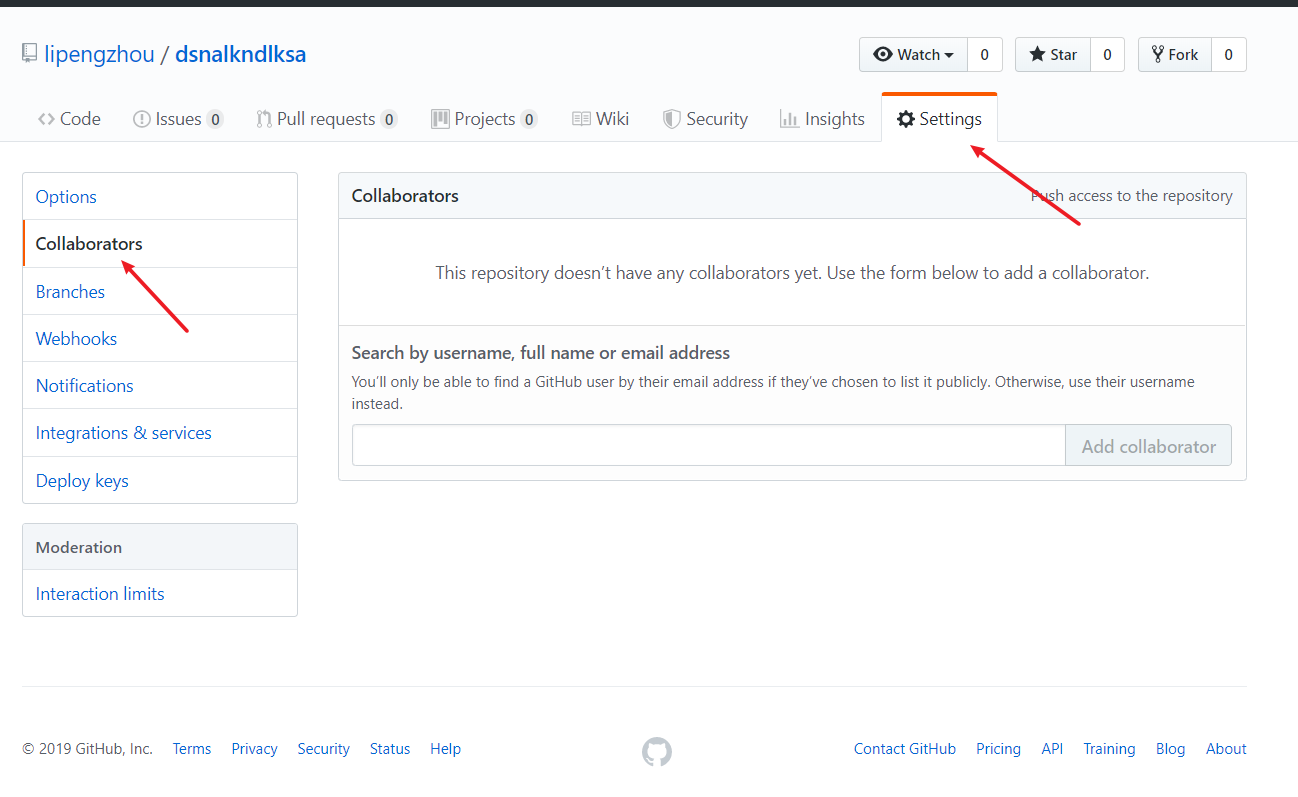 lipengzhou / dsnalkndlksa
Watch 0 Star 0 Fork 0
Code Issues 0 Pull requests 0 Projects 0 Wiki Security Insights Settings
Options
Collaborators
Branches
Webhooks
Notifications
Integrations & services
Deploy keys
Moderation
Interaction limits
Collaborators Push access to the repository
This repository doesn’t have any collaborators yet. Use the form below to add a collaborator.
Search by username, full name or email address
You’ll only be able to find a GitHub user by their email address if they’ve chosen to list it publicly. Otherwise, use their username
instead.
Add collaborator
© 2019 GitHub, Inc. Terms Privacy Security Status Help Contact GitHub Pricing API Training Blog About